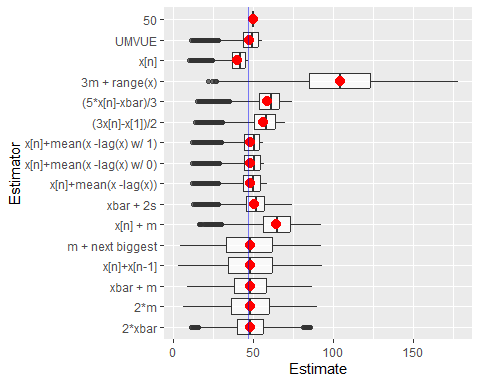 50
UMVUE
x[n]
3m + range(x)
(5*x[n]-xbar)/3
(3x[n]-x[1])/2
x[n]+mean(x -lag(x) w/ 1)
x[n]+mean(x -lag(x) w/ 0)
x[n]+mean(x -lag(x))
xbar + 2s
x[n] + m
m + next biggest
x[n]+x[n-1]
xbar + m
2*m
2*xbar
Estimator
0 50 100 150
Estimate